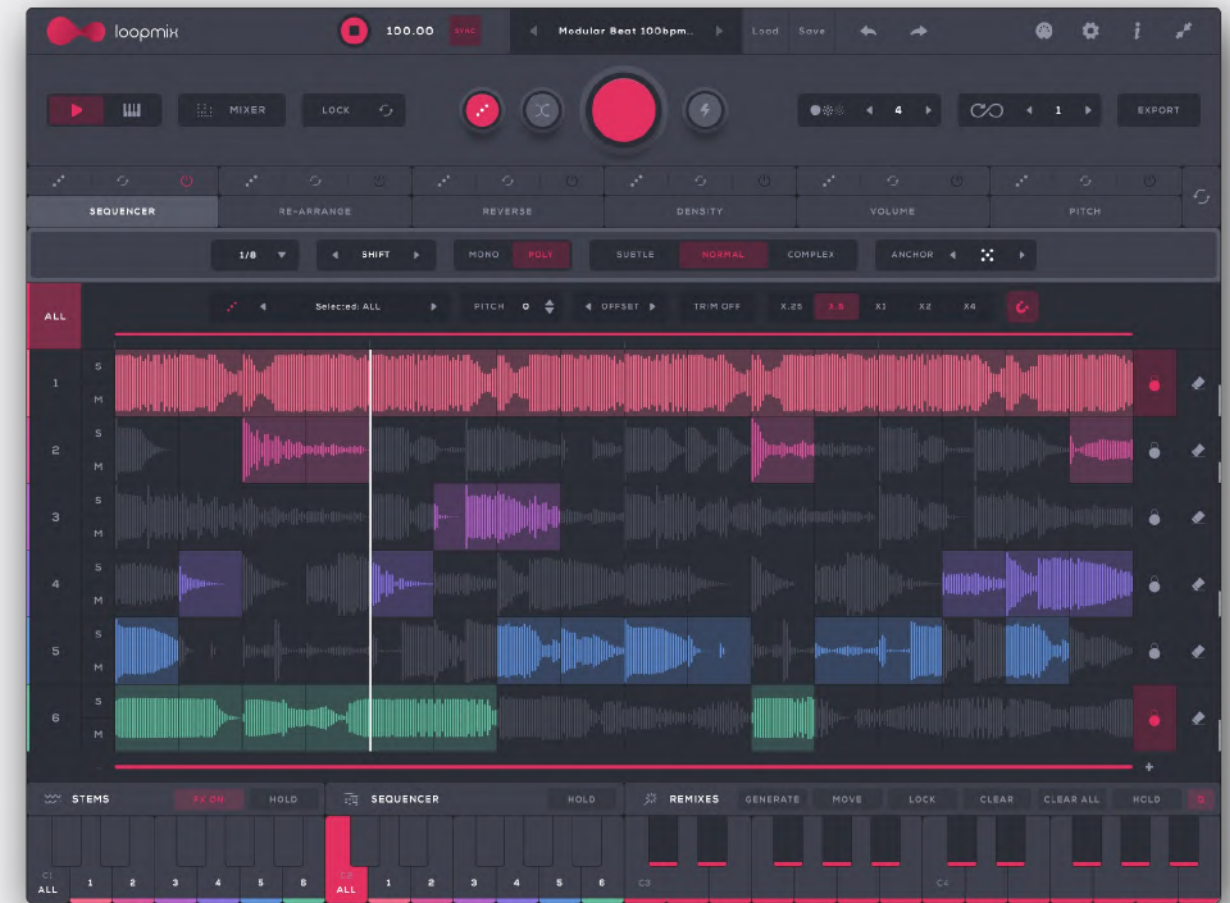 loopmix 100.00 SYNC Modular Beat 100bpm.. Load Save
MIXER LOCK 4 1 EXPORT
SEQUENCER RE-ARRANGE REVERSE DENSITY VOLUME PITCH
1/8 SHIFT MONO POLY SUBTLE NORMAL COMPLEX ANCHOR
ALL Selected: ALL PITCH 0 OFFSET TRIM OFF X.25 X.5 X1 X2 X4
S
1
M
S
2
M
S
3
M
S
4
M
S
5
M
S
6
M
STEMS FX ON HOLD SEQUENCER HOLD REMIXES GENERATE MOVE LOCK CLEAR CLEAR ALL HOLD
C1 C2 C3 C4
ALL 1 2 3 4 5 6 ALL 1 2 3 4 5 6